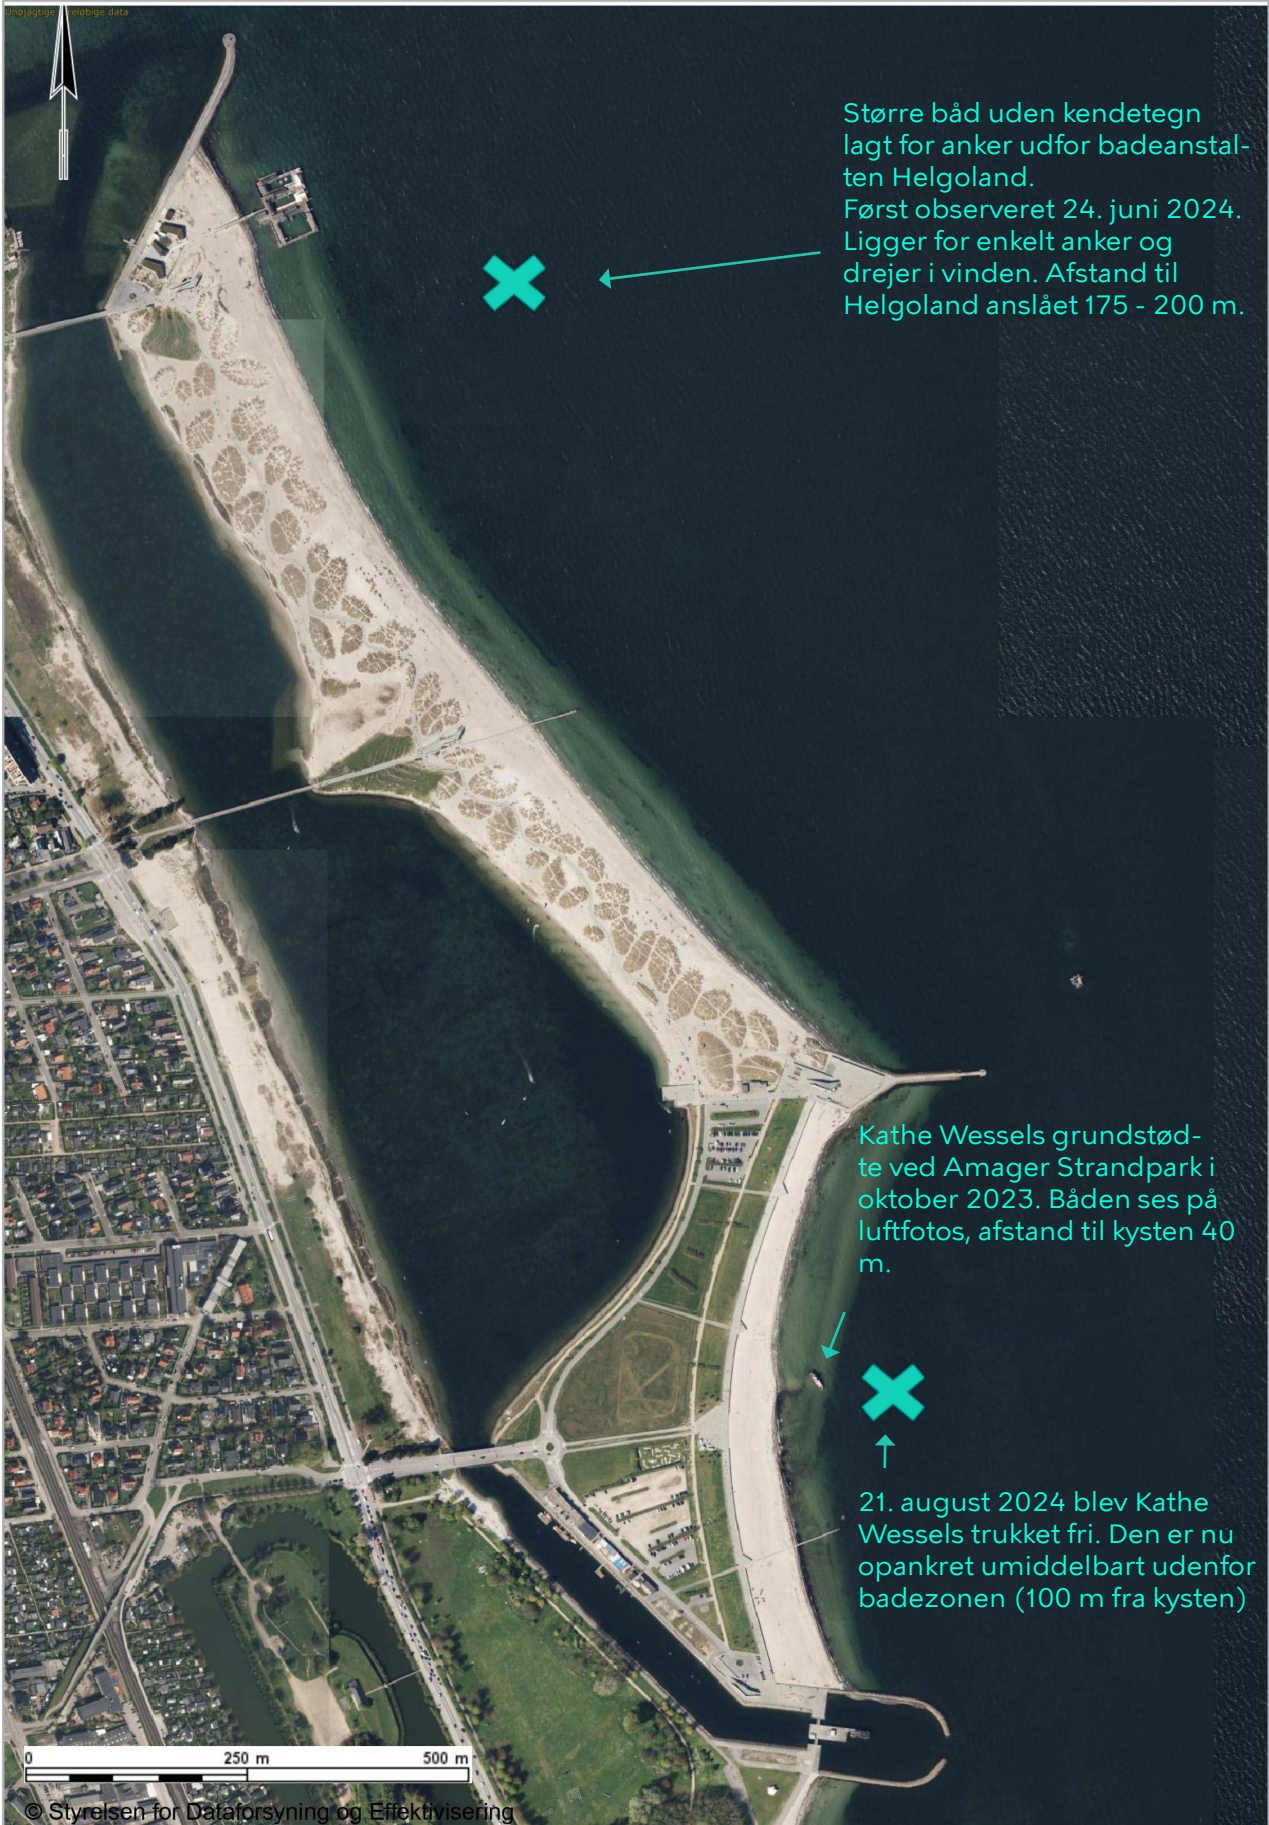 Unøjagtige foreløbige data
Større båd uden kendetegn
lagt for anker udfor badeanstal-
ten Helgoland.
Først observeret 24. juni 2024.
Ligger for enkelt anker og
drejer i vinden. Afstand til
Helgoland anslået 175 - 200 m.
Kathe Wessels grundstød-
te ved Amager Strandpark i
oktober 2023. Båden ses på
luftfotos, afstand til kysten 40
m.
21. august 2024 blev Kathe
Wessels trukket fri. Den er nu
opankret umiddelbart udenfor
badezonen (100 m fra kysten)
0 250 m 500 m
© Styrelsen for Dataforsyning og Effektivisering